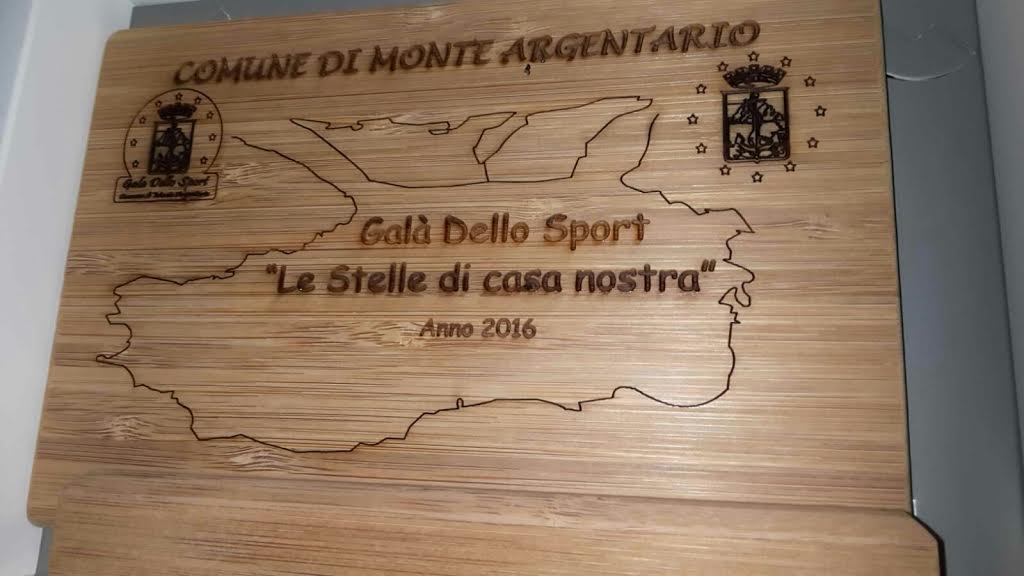 COMUNE DI MONTE ARGENTARIO
Galà Dello Sport
Galà Dello Sport
"Le Stelle di casa nostra"
Anno 2016